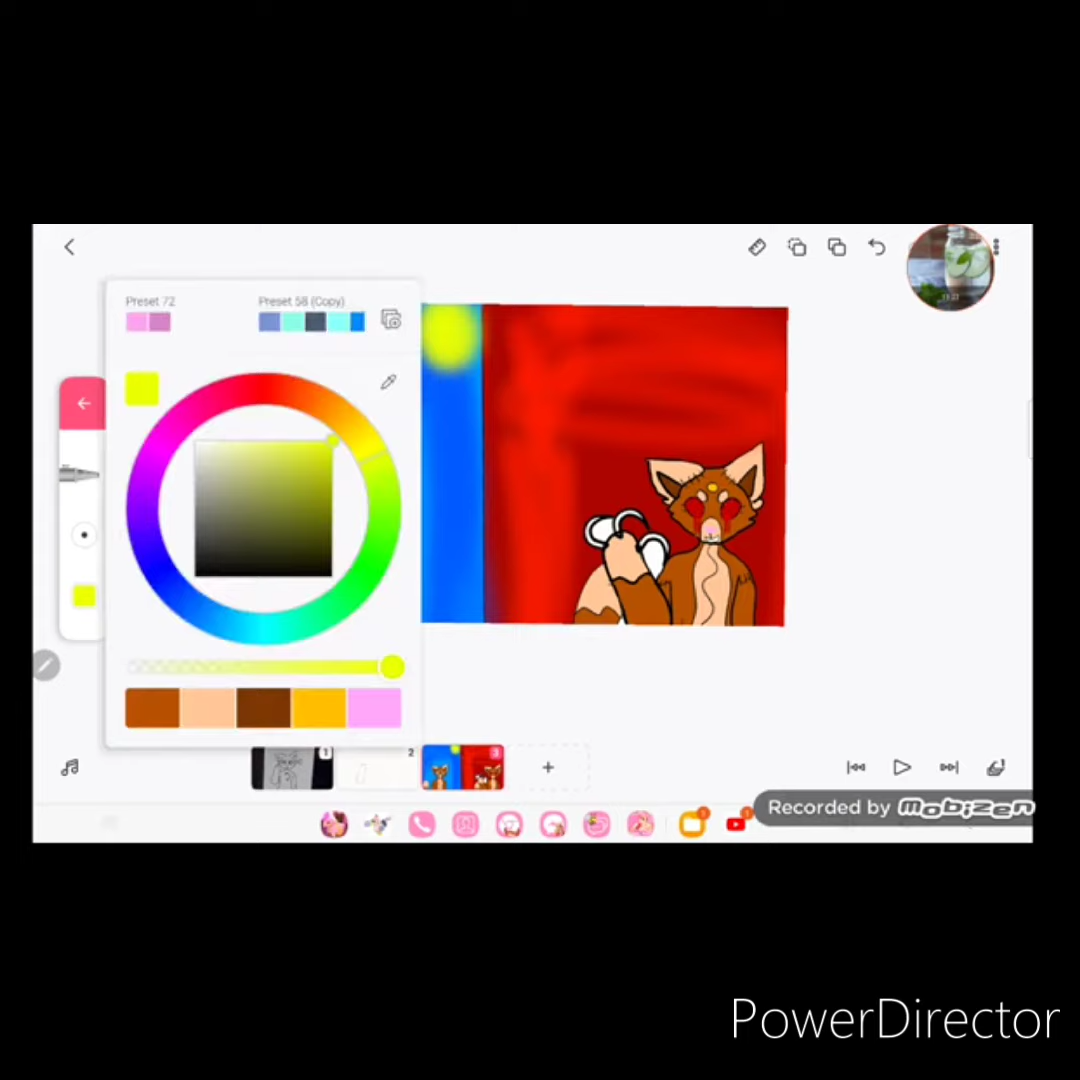 Preset 72
Preset 58 (Copy)
1
2
3
Recorded by mobizen
PowerDirector